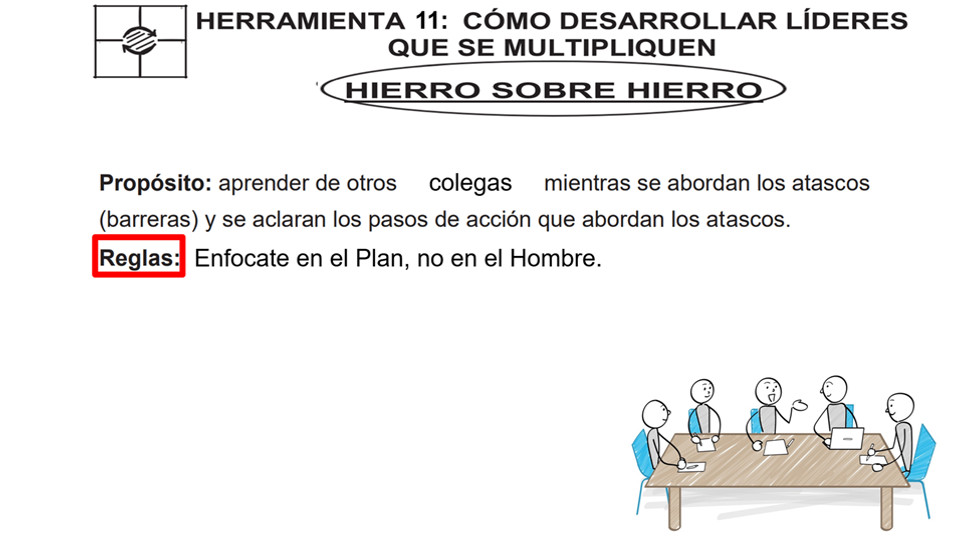 HERRAMIENTA 11: CÓMO DESARROLLAR LÍDERES
QUE SE MULTIPLIQUEN
HIERRO SOBRE HIERRO
Propósito: aprender de otros colegas mientras se abordan los atascos
(barreras) y se aclaran los pasos de acción que abordan los atascos.
Reglas: Enfocate en el Plan, no en el Hombre.